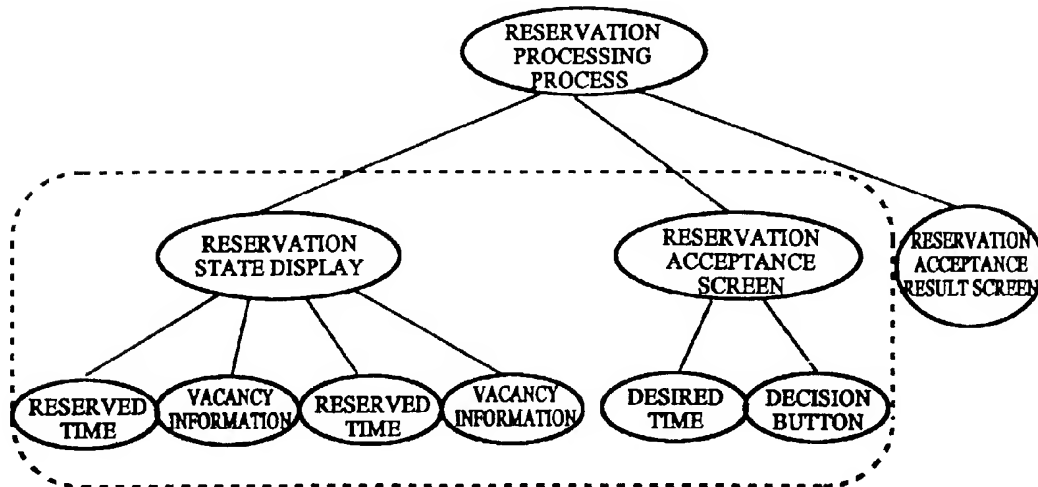 RESERVATION
PROCESSING
PROCESS
RESERVATION
STATE DISPLAY
RESERVATION
ACCEPTANCE
SCREEN
RESERVATION
ACCEPTANCE
RESULT SCREEN
RESERVED
TIME
VACANCY
INFORMATION
RESERVED
TIME
VACANCY
INFORMATION
DESIRED
TIME
DECISION
BUTTON